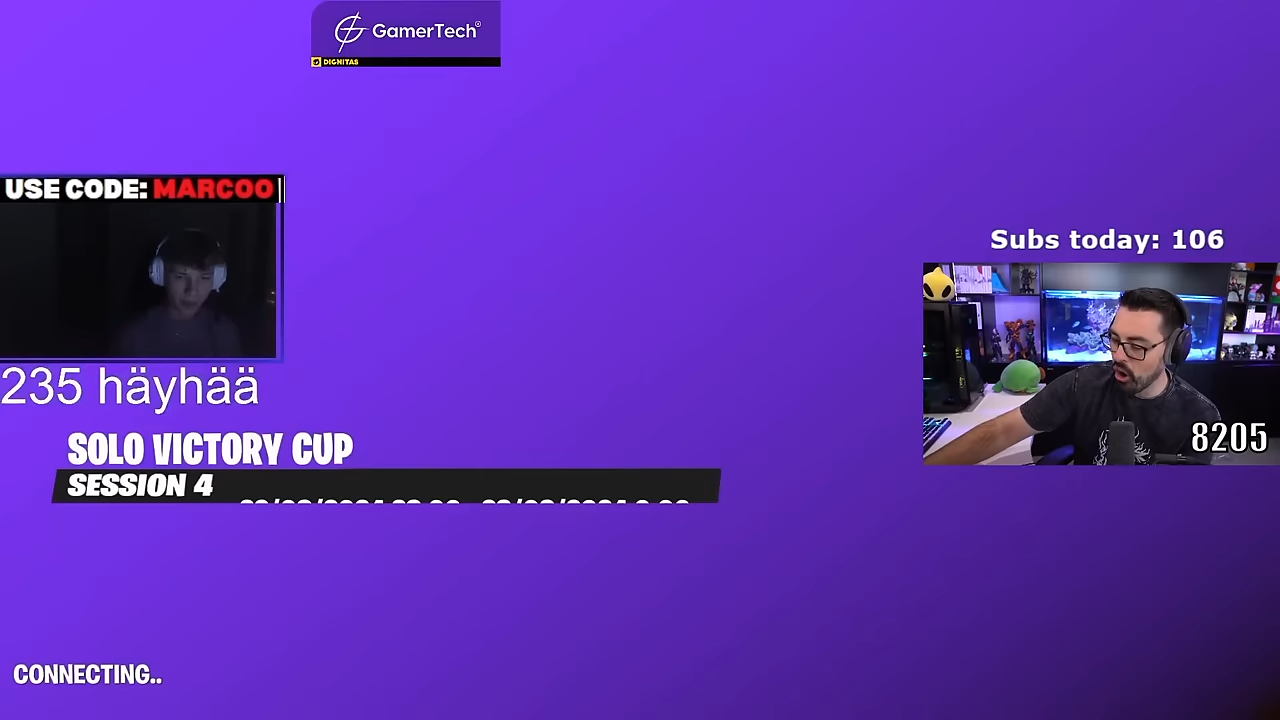 GamerTech
DIGNITAS
USE CODE: MARCOO
Subs today: 106
235 häyhää
8205
SOLO VICTORY CUP
SESSION 4
CONNECTING..